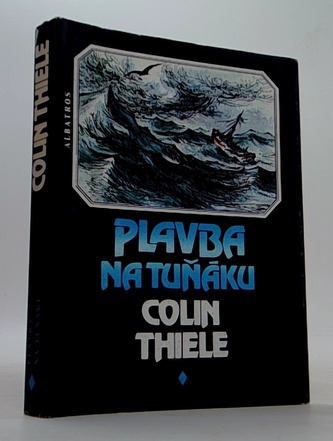 PLAVBA
NA TUŇÁKU
COLIN
THIELE
COLIN THIELE
ALBATROS